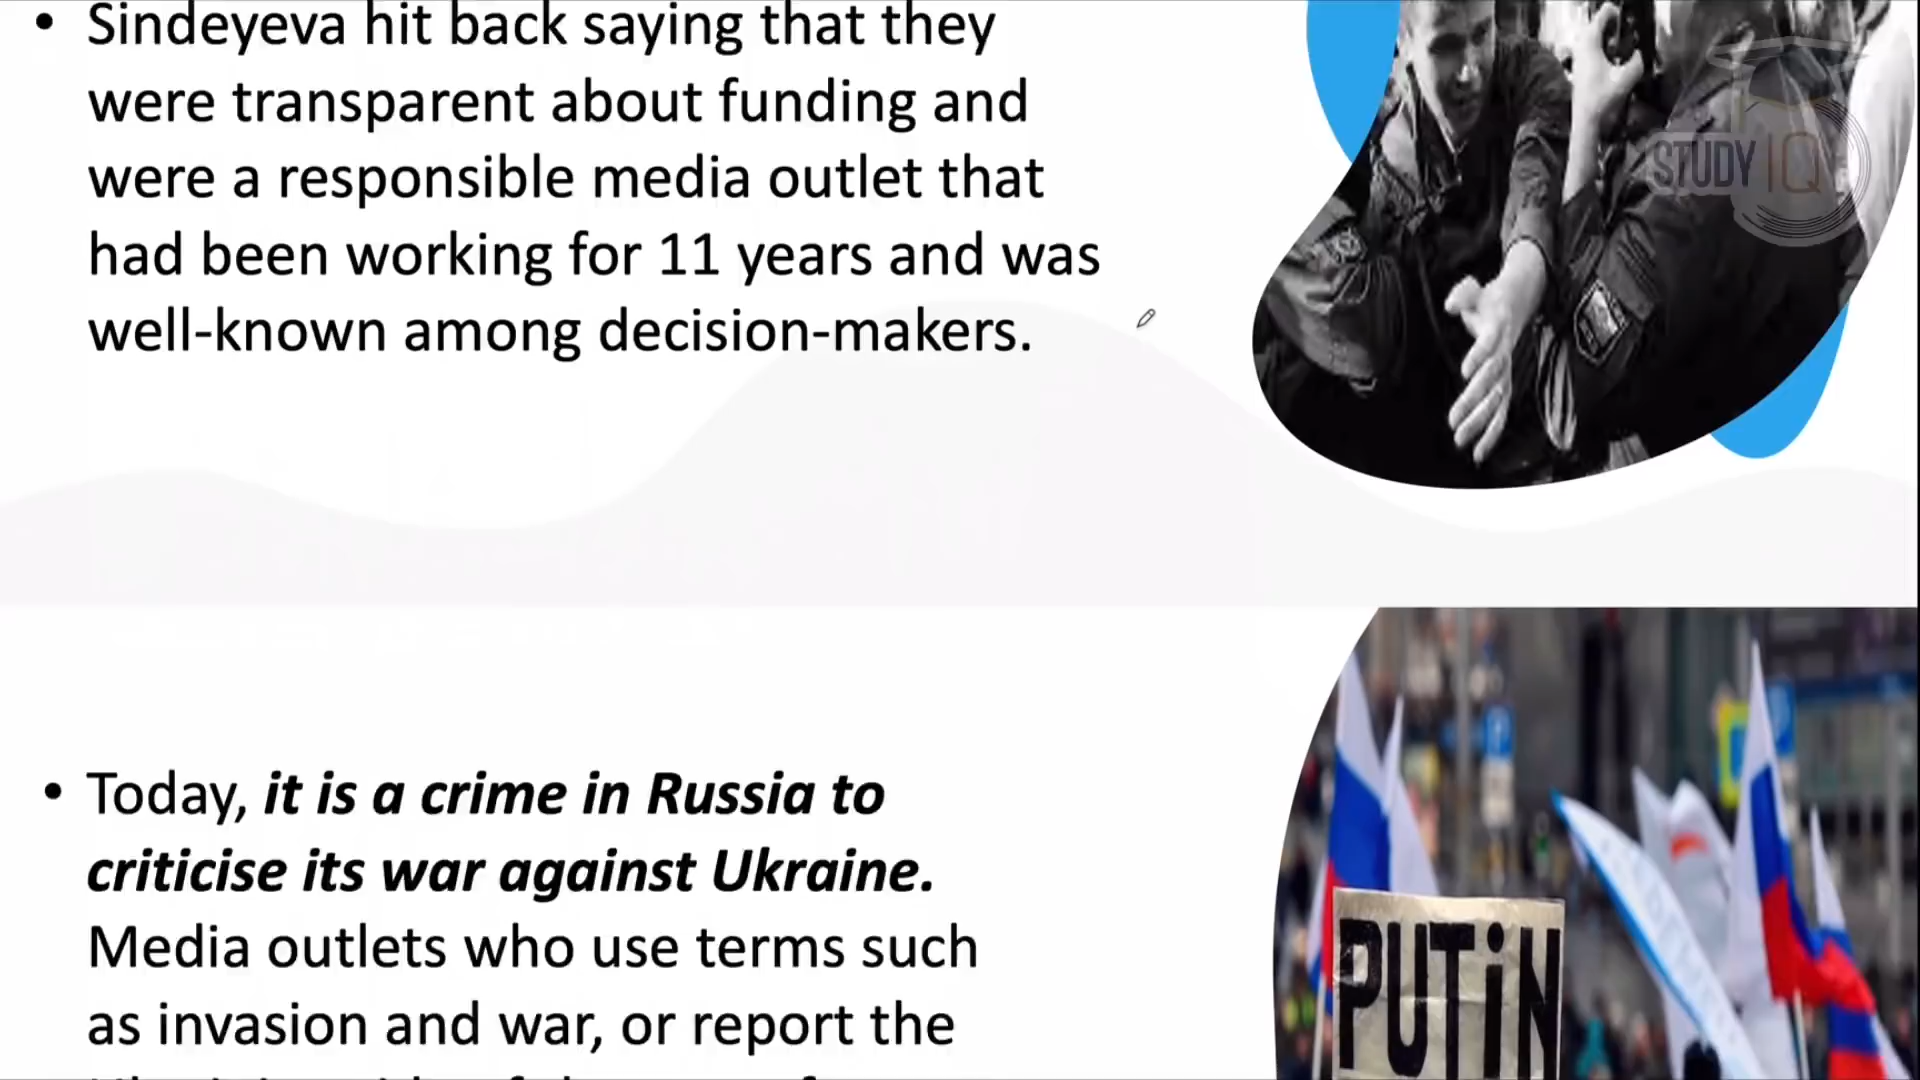 • Sindeyeva hit back saying that they
were transparent about funding and
were a responsible media outlet that
had been working for 11 years and was
well-known among decision-makers.
STUDY IQ
• Today, it is a crime in Russia to
criticise its war against Ukraine.
Media outlets who use terms such
as invasion and war, or report the
PUTiN